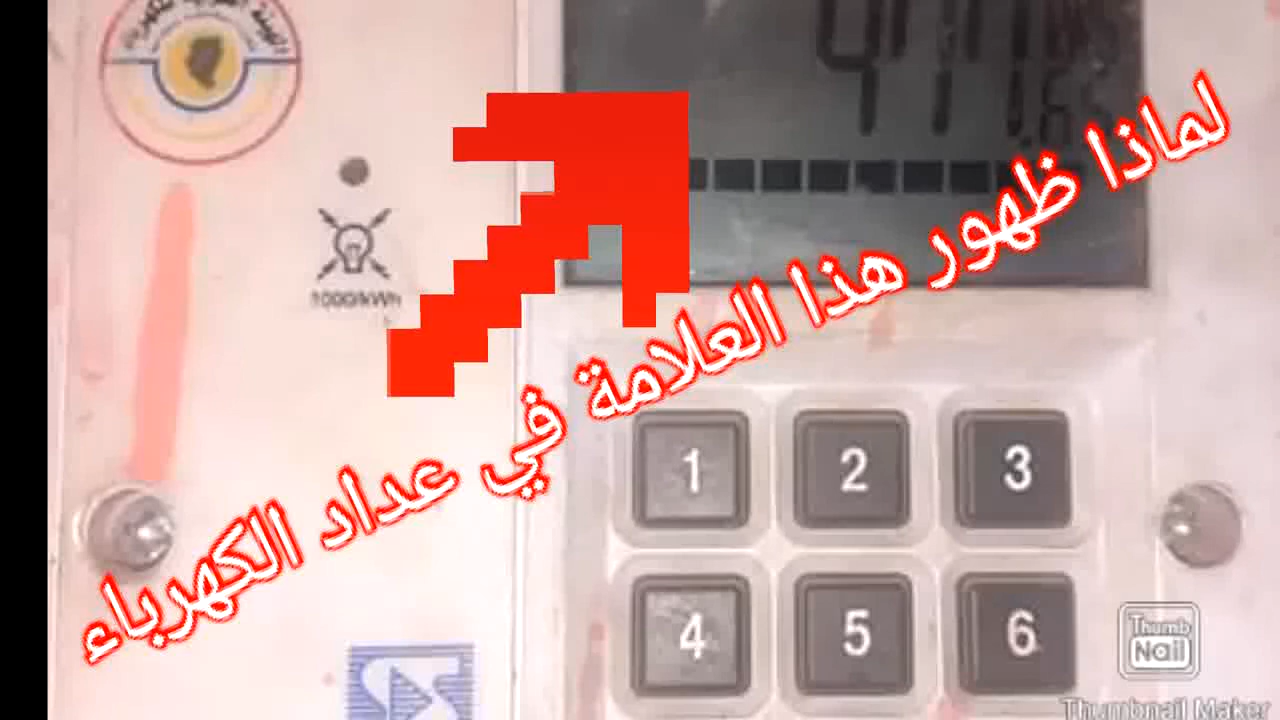 لماذا ظهور هذا العلامة في عداد الكهرباء
1000/kWh
1 2 3
4 5 6
Thumb
Nail
Thumbnail Maker